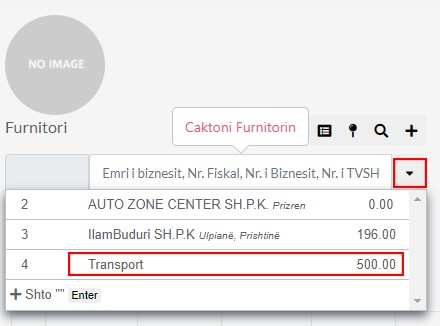 NO IMAGE
Furnitori
Caktoni Furnitorin
Emri i biznesit, Nr. Fiskal, Nr. i Biznesit, Nr. i TVSH
2 AUTO ZONE CENTER SH.P.K. Prizren 0.00
3 IlamBuduri SH.P.K Ulpianë, Prishtinë 196.00
4 Transport 500.00
+ Shto "" Enter